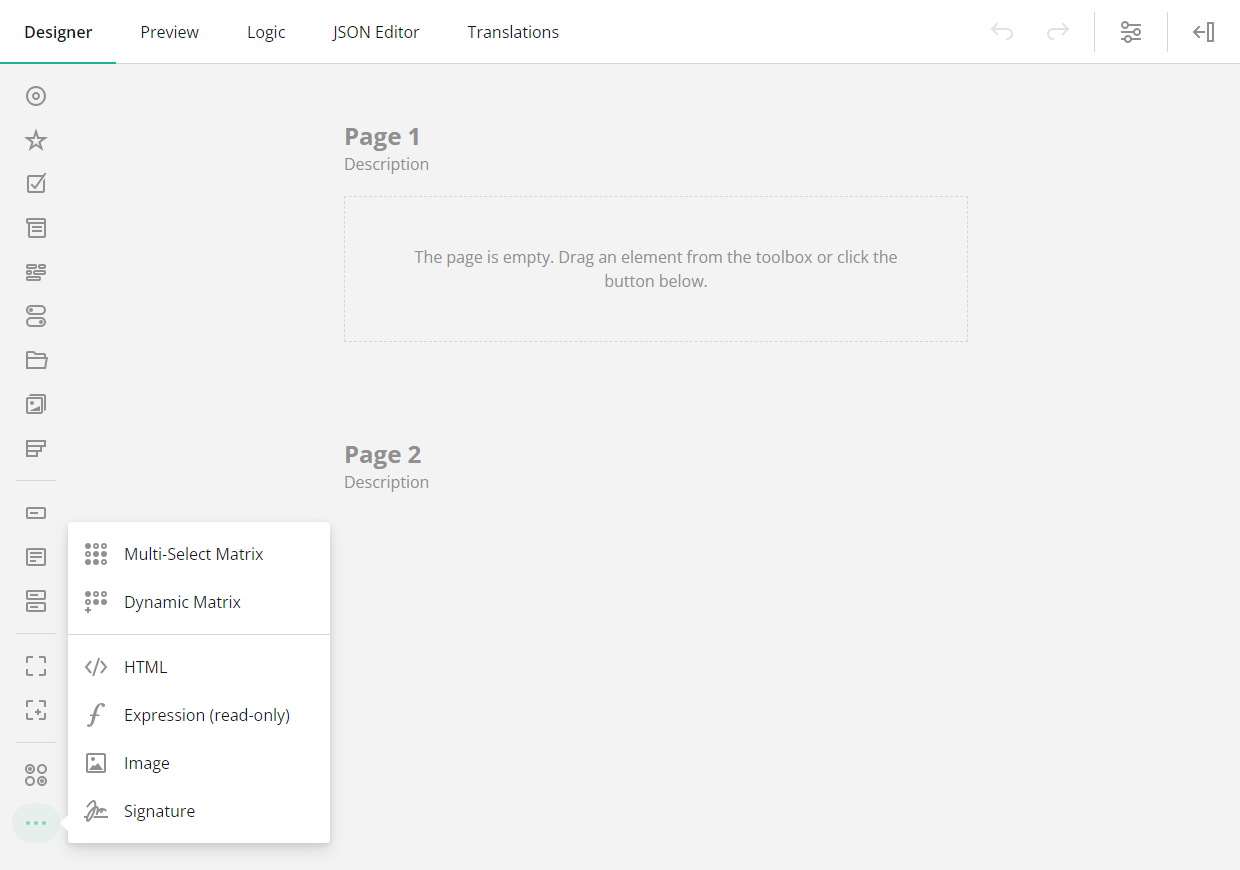 Designer Preview Logic JSON Editor Translations
Page 1
Description
The page is empty. Drag an element from the toolbox or click the
button below.
Page 2
Description
Multi-Select Matrix
Dynamic Matrix
HTML
Expression (read-only)
Image
Signature